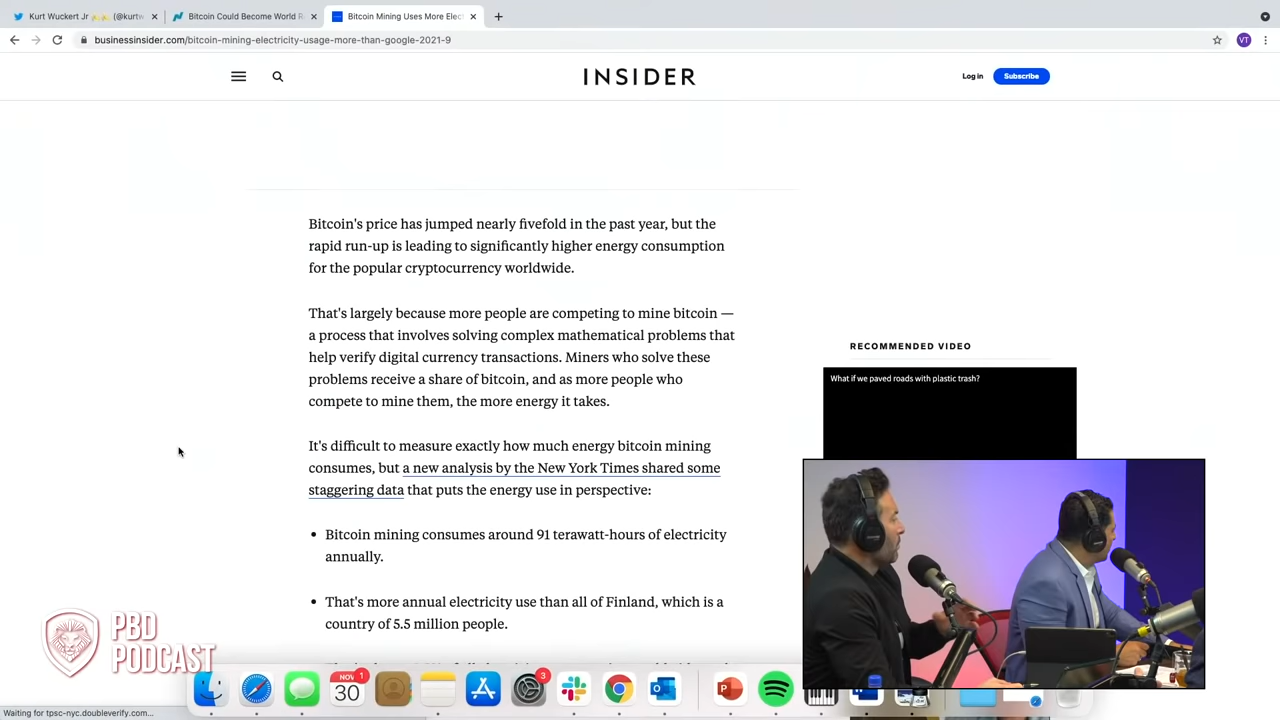 Kurt Wuckert Jr (@kurtw
Bitcoin Could Become World R
Bitcoin Mining Uses More Elec
businessinsider.com/bitcoin-mining-electricity-usage-more-than-google-2021-9
VT
INSIDER
Log in
Subscribe
Bitcoin's price has jumped nearly fivefold in the past year, but the
rapid run-up is leading to significantly higher energy consumption
for the popular cryptocurrency worldwide.
That's largely because more people are competing to mine bitcoin —
a process that involves solving complex mathematical problems that
help verify digital currency transactions. Miners who solve these
problems receive a share of bitcoin, and as more people who
compete to mine them, the more energy it takes.
It's difficult to measure exactly how much energy bitcoin mining
consumes, but a new analysis by the New York Times shared some
staggering data that puts the energy use in perspective:
• Bitcoin mining consumes around 91 terawatt-hours of electricity
annually.
• That's more annual electricity use than all of Finland, which is a
country of 5.5 million people.
RECOMMENDED VIDEO
What if we paved roads with plastic trash?
PBD
PODCAST
NOV
30
1
3
Waiting for tpsc-nyc.doubleverify.com...